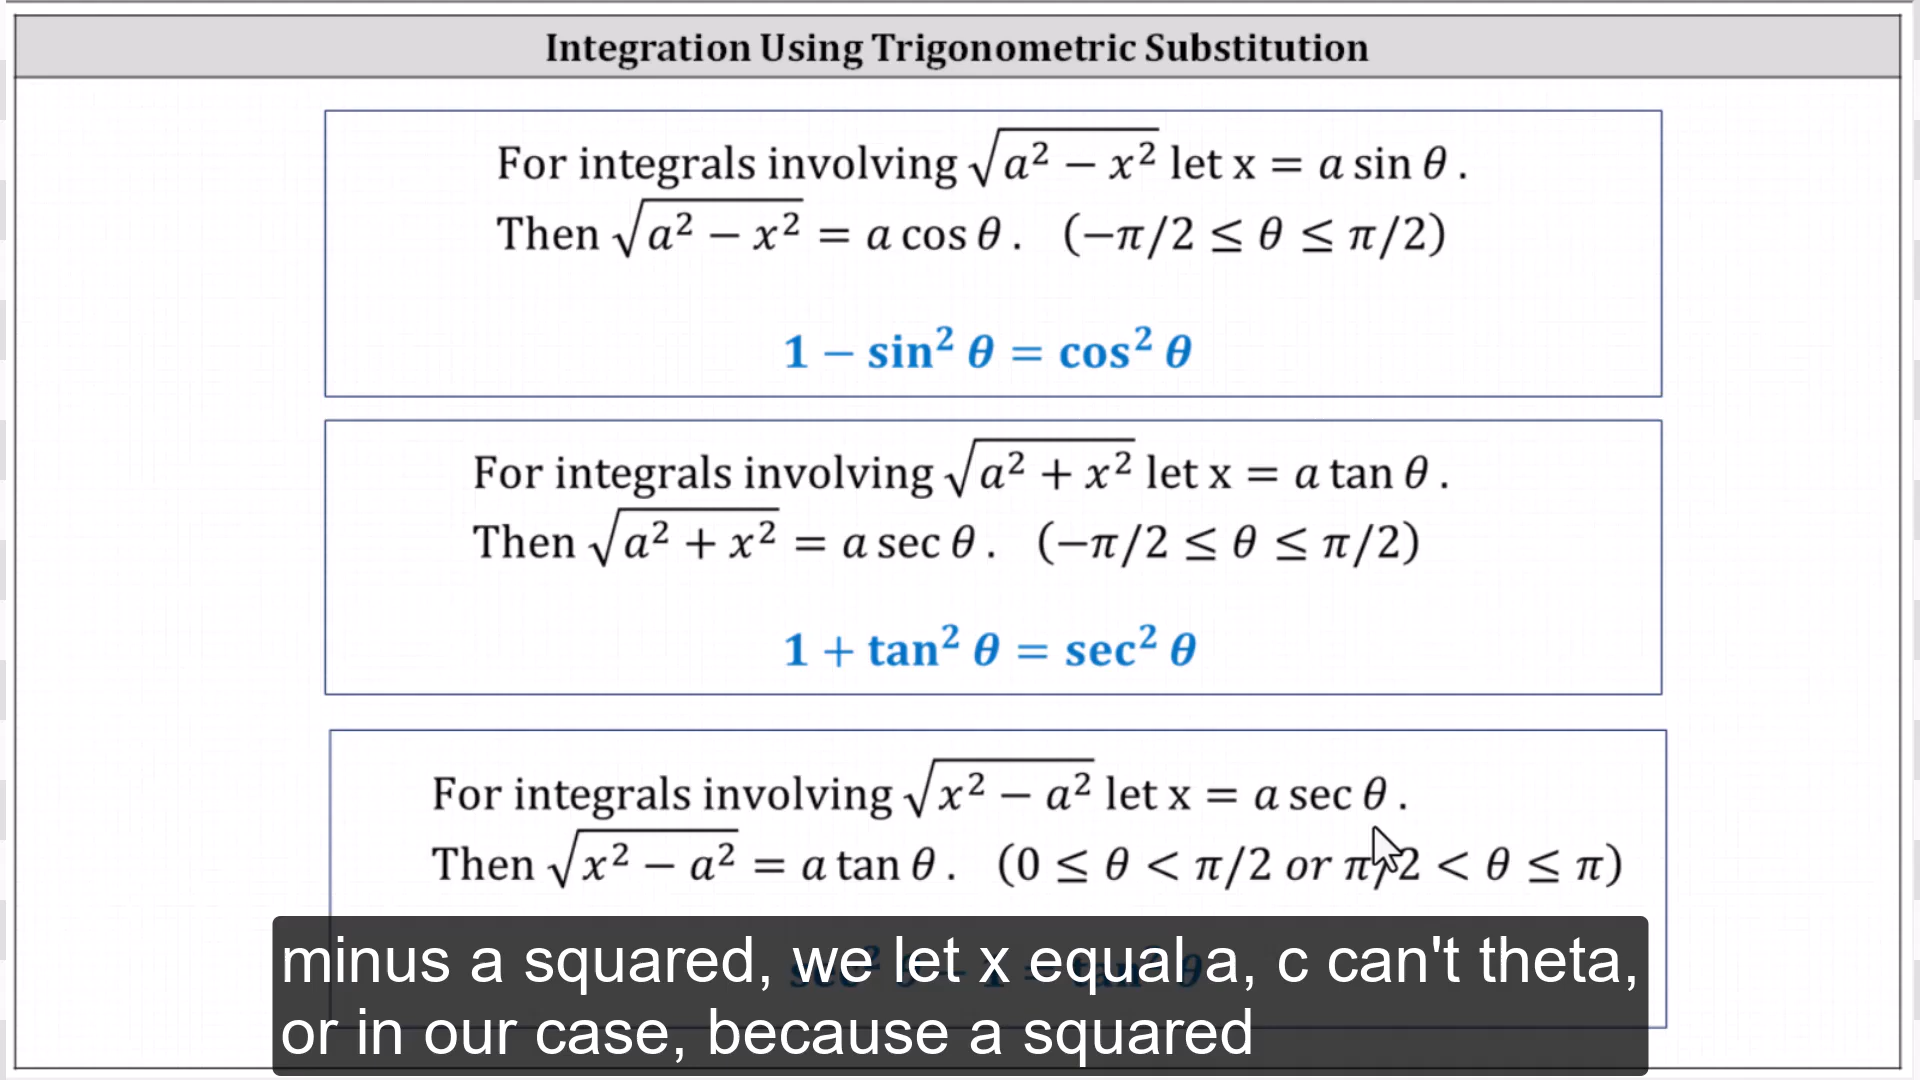 Integration Using Trigonometric Substitution
For integrals involving √(a² − x²) let x = a sin θ .
Then √(a² − x²) = a cos θ . (−π/2 ≤ θ ≤ π/2)
1 − sin² θ = cos² θ
For integrals involving √(a² + x²) let x = a tan θ .
Then √(a² + x²) = a sec θ . (−π/2 ≤ θ ≤ π/2)
1 + tan² θ = sec² θ
For integrals involving √(x² − a²) let x = a sec θ .
Then √(x² − a²) = a tan θ . (0 ≤ θ < π/2 or π/2 < θ ≤ π)
sec² θ − 1 = tan² θ
minus a squared, we let x equal a, c can't theta,
or in our case, because a squared